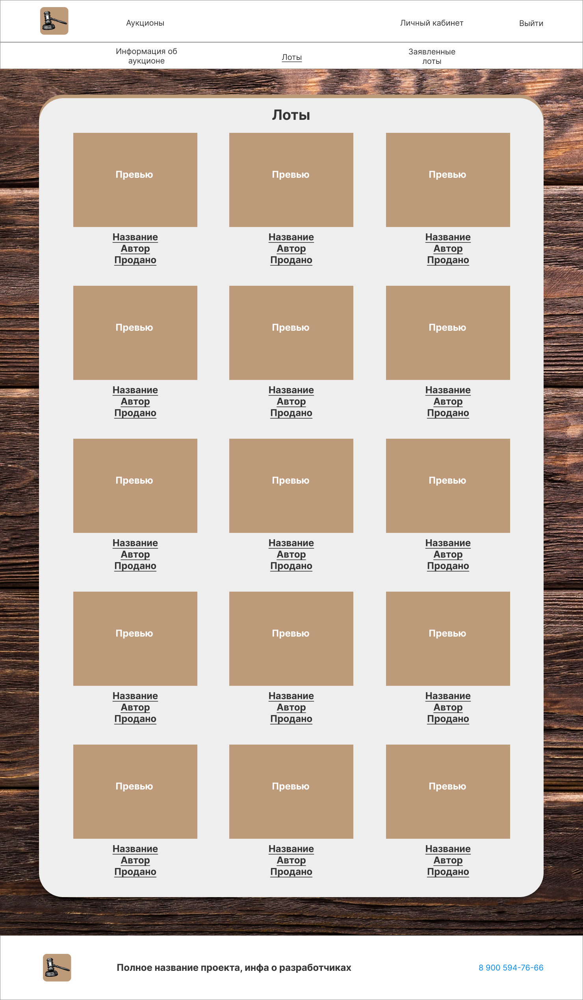 Аукционы
Личный кабинет
Выйти
Информация об
аукционе
Лоты
Заявленные
лоты
Лоты
Превью
Превью
Превью
Название
Автор
Продано
Название
Автор
Продано
Название
Автор
Продано
Превью
Превью
Превью
Название
Автор
Продано
Название
Автор
Продано
Название
Автор
Продано
Превью
Превью
Превью
Название
Автор
Продано
Название
Автор
Продано
Название
Автор
Продано
Превью
Превью
Превью
Название
Автор
Продано
Название
Автор
Продано
Название
Автор
Продано
Превью
Превью
Превью
Название
Автор
Продано
Название
Автор
Продано
Название
Автор
Продано
Полное название проекта, инфа о разработчиках
8 900 594-76-66